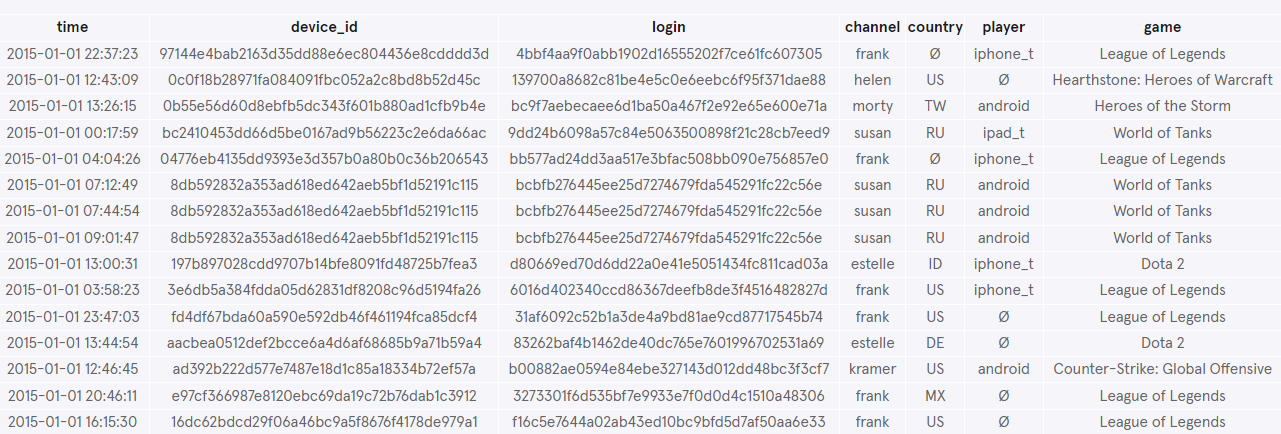 time device_id login channel country player game
2015-01-01 22:37:23 97144e4bab2163d35dd88e6ec804436e8cdddd3d 4bbf4aa9f0abb1902d16555202f7ce61fc607305 frank Ø iphone_t League of Legends
2015-01-01 12:43:09 0c0f18b28971fa084091fbc052a2c8bd8b52d45c 139700a8682c81be4e5c0e6eebc6f95f371dae88 helen US Ø Hearthstone: Heroes of Warcraft
2015-01-01 13:26:15 0b55e56d60d8ebfb5dc343f601b880ad1cfb9b4e bc9f7aebecaee6d1ba50a467f2e92e65e600e71a morty TW android Heroes of the Storm
2015-01-01 00:17:59 bc2410453dd66d5be0167ad9b56223c2e6da66ac 9dd24b6098a57c84e5063500898f21c28cb7eed9 susan RU ipad_t World of Tanks
2015-01-01 04:04:26 04776eb4135dd9393e3d357b0a80b0c36b206543 bb577ad24dd3aa517e3bfac508bb090e756857e0 frank Ø iphone_t League of Legends
2015-01-01 07:12:49 8db592832a353ad618ed642aeb5bf1d52191c115 bcbfb276445ee25d7274679fda545291fc22c56e susan RU android World of Tanks
2015-01-01 07:44:54 8db592832a353ad618ed642aeb5bf1d52191c115 bcbfb276445ee25d7274679fda545291fc22c56e susan RU android World of Tanks
2015-01-01 09:01:47 8db592832a353ad618ed642aeb5bf1d52191c115 bcbfb276445ee25d7274679fda545291fc22c56e susan RU android World of Tanks
2015-01-01 13:00:31 197b897028cdd9707b14bfe8091fd48725b7fea3 d80669ed70d6dd22a0e41e5051434fc811cad03a estelle ID iphone_t Dota 2
2015-01-01 03:58:23 3e6db5a384fdda05d62831df8208c96d5194fa26 6016d402340ccd86367deefb8de3f4516482827d frank US iphone_t League of Legends
2015-01-01 23:47:03 fd4df67bda60a590e592db46f461194fca85dcf4 31af6092c52b1a3de4a9bd81ae9cd87717545b74 frank US Ø League of Legends
2015-01-01 13:44:54 aacbea0512def2bcce6a4d6af68685b9a71b59a4 83262baf4b1462de40dc765e7601996702531a69 estelle DE Ø Dota 2
2015-01-01 12:46:45 ad392b222d577e7487e18d1c85a18334b72ef57a b00882ae0594e84ebe327143d012dd48bc3f3cf7 kramer US android Counter-Strike: Global Offensive
2015-01-01 20:46:11 e97cf366987e8120ebc69da19c72b76dab1c3912 3273301f6d535bf7e9933e7f0d0d4c1510a48306 frank MX Ø League of Legends
2015-01-01 16:15:30 16dc62bdcd29f06a46bc9a5f8676f4178de979a1 f16c5e7644a02ab43ed10bc9bfd5d7af50aa6e33 frank US Ø League of Legends